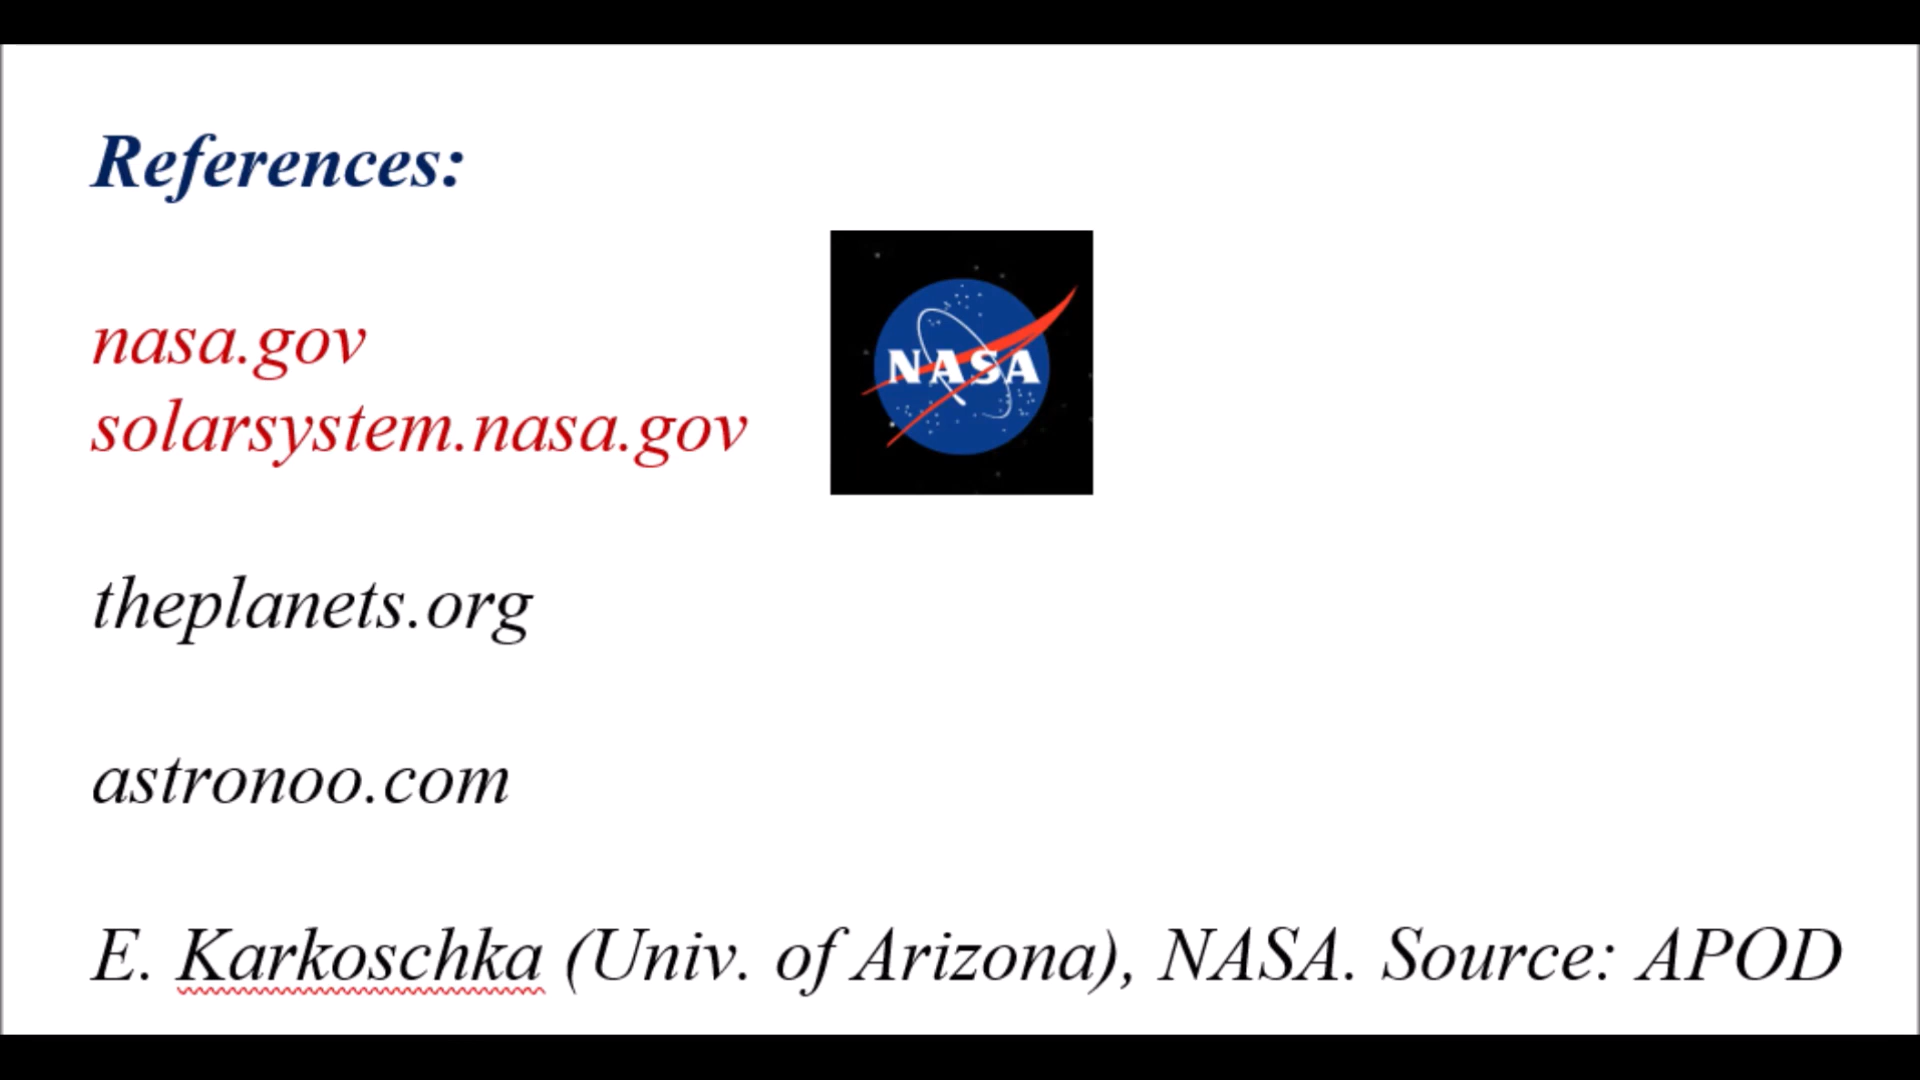 References:
nasa.gov
NASA
solarsystem.nasa.gov
theplanets.org
astronoo.com
E. Karkoschka (Univ. of Arizona), NASA. Source: APOD